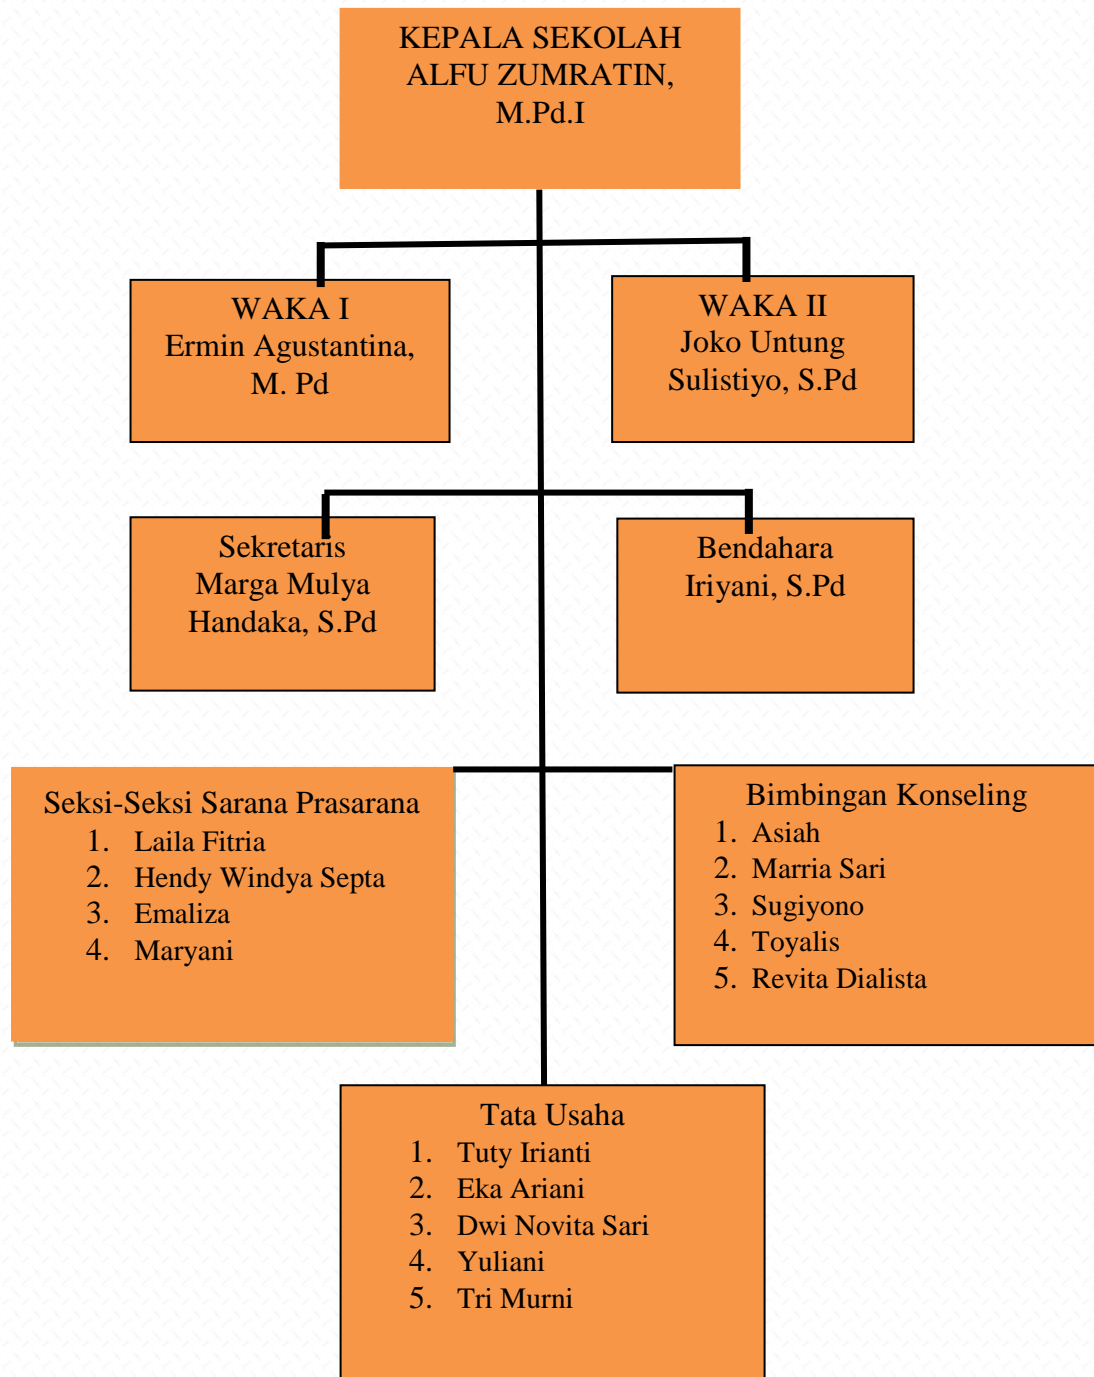 KEPALA SEKOLAH
ALFU ZUMRATIN,
M.Pd.I
WAKA I
Ermin Agustantina,
M. Pd
WAKA II
Joko Untung
Sulistiyo, S.Pd
Sekretaris
Marga Mulya
Handaka, S.Pd
Bendahara
Iriyani, S.Pd
Seksi-Seksi Sarana Prasarana
1. Laila Fitria
2. Hendy Windya Septa
3. Emaliza
4. Maryani
Bimbingan Konseling
1. Asiah
2. Marria Sari
3. Sugiyono
4. Toyalis
5. Revita Dialista
Tata Usaha
1. Tuty Irianti
2. Eka Ariani
3. Dwi Novita Sari
4. Yuliani
5. Tri Murni